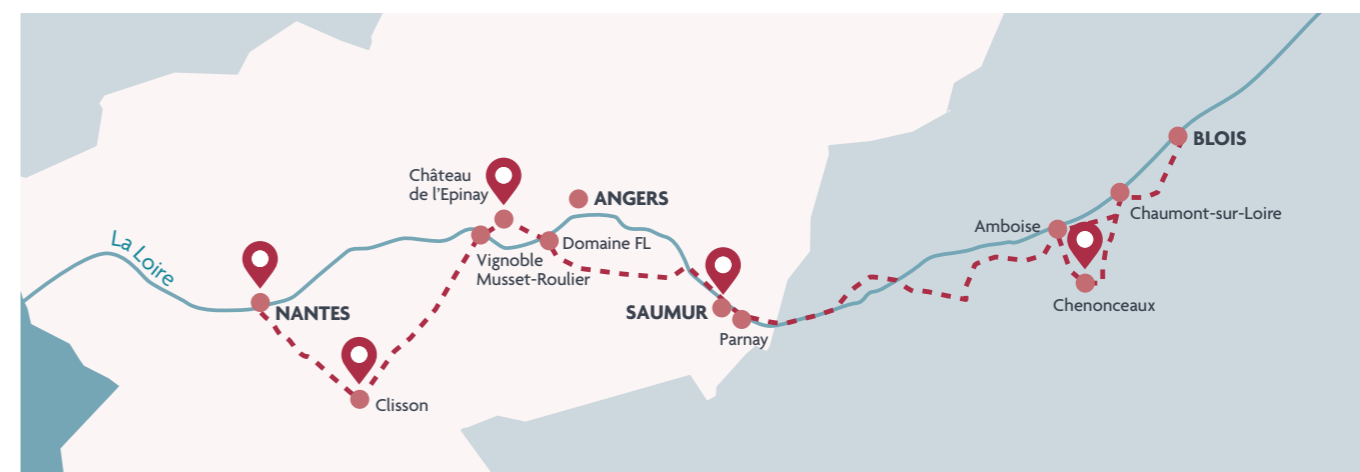 La Loire
NANTES
Clisson
Château
de l'Epinay
Vignoble
Musset-Roulier
ANGERS
Domaine FL
SAUMUR
Parnay
Amboise
Chenonceaux
Chaumont-sur-Loire
BLOIS